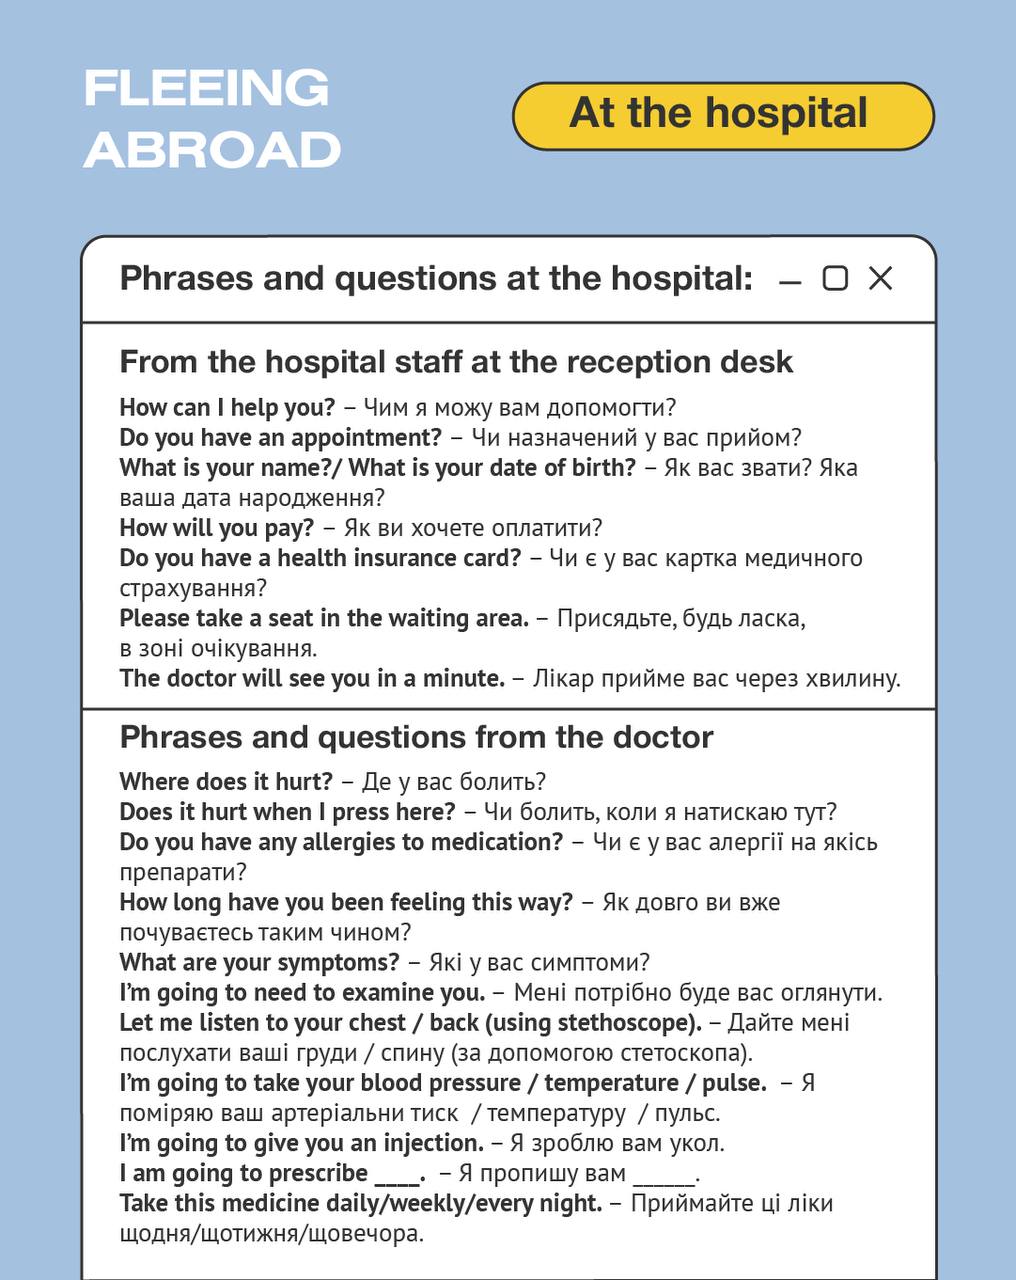 FLEEING
ABROAD
At the hospital
Phrases and questions at the hospital:
From the hospital staff at the reception desk
How can I help you? – Чим я можу вам допомогти?
Do you have an appointment? – Чи назначений у вас прийом?
What is your name?/ What is your date of birth? – Як вас звати? Яка
ваша дата народження?
How will you pay? – Як ви хочете оплатити?
Do you have a health insurance card? – Чи є у вас картка медичного
страхування?
Please take a seat in the waiting area. – Присядьте, будь ласка,
в зоні очікування.
The doctor will see you in a minute. – Лікар прийме вас через хвилину.
Phrases and questions from the doctor
Where does it hurt? – Де у вас болить?
Does it hurt when I press here? – Чи болить, коли я натискаю тут?
Do you have any allergies to medication? – Чи є у вас алергії на якісь
препарати?
How long have you been feeling this way? – Як довго ви вже
почуваєтесь таким чином?
What are your symptoms? – Які у вас симптоми?
I’m going to need to examine you. – Мені потрібно буде вас оглянути.
Let me listen to your chest / back (using stethoscope). – Дайте мені
послухати ваші груди / спину (за допомогою стетоскопа).
I’m going to take your blood pressure / temperature / pulse. – Я
поміряю ваш артеріальни тиск / температуру / пульс.
I’m going to give you an injection. – Я зроблю вам укол.
I am going to prescribe ____. – Я пропишу вам ______.
Take this medicine daily/weekly/every night. – Приймайте ці ліки
щодня/щотижня/щовечора.